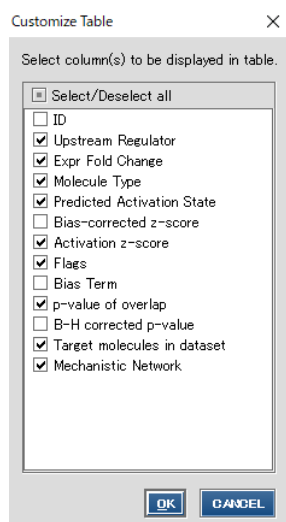 Customize Table
Select column(s) to be displayed in table.
Select/Deselect all
ID
Upstream Regulator
Expr Fold Change
Molecule Type
Predicted Activation State
Bias-corrected z-score
Activation z-score
Flags
Bias Term
p-value of overlap
B-H corrected p-value
Target molecules in dataset
Mechanistic Network
OK CANCEL